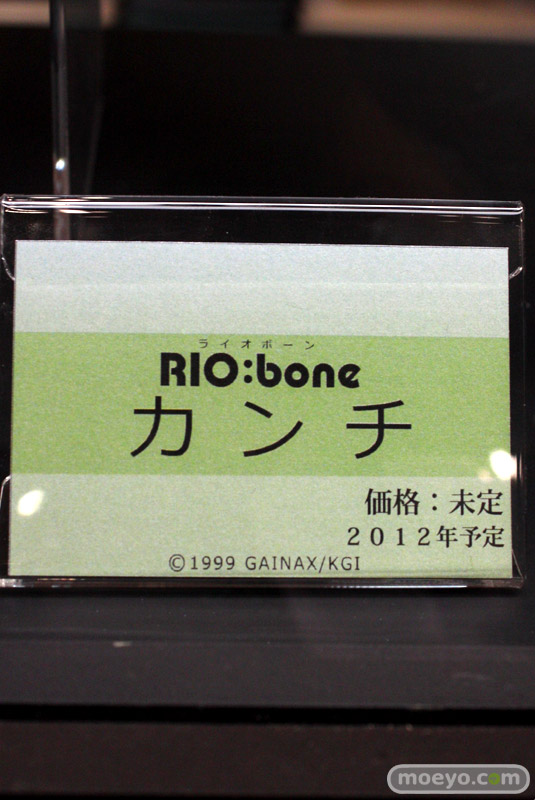 ライオボーン
RIO:bone
カンチ
価格：未定
２０１２年予定
©1999 GAINAX/KGI
moeyo.com